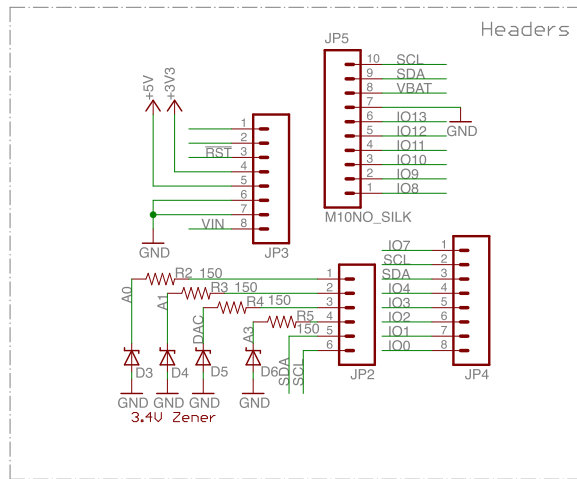 Headers
JP5
10 SCL
9 SDA
8 VBAT
7
GND
6 IO13
5 IO12
4 IO11
3 IO10
2 IO9
1 IO8
M10NO_SILK
+5V
+3V3
1
2
RST 3
4
5
6
7
VIN 8
GND
JP3
R2 150
R3 150
R4 150
R5
150
A0
A1
DAC
A3
SDA
SCL
1
2
3
4
5
6
JP2
D3
D4
D5
D6
GND
GND
GND
GND
3.4V Zener
IO7 1
SCL 2
SDA 3
IO4 4
IO3 5
IO2 6
IO1 7
IO0 8
JP4